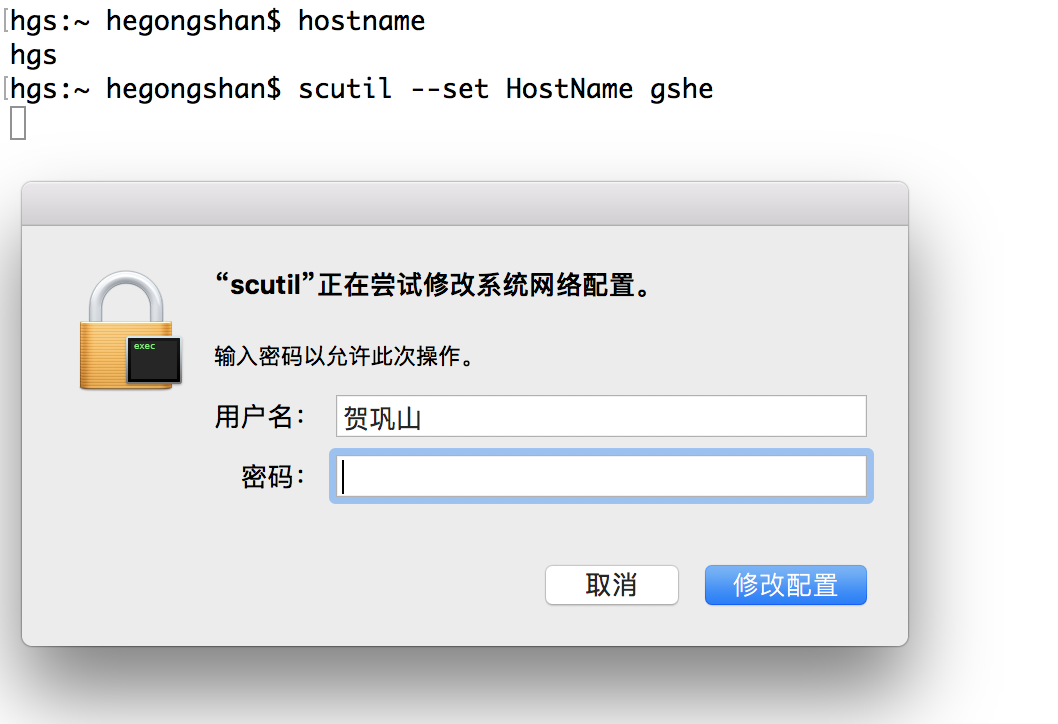 hgs:~ hegongshan$ hostname
hgs
hgs:~ hegongshan$ scutil --set HostName gshe
“scutil”正在尝试修改系统网络配置。
exec
输入密码以允许此次操作。
用户名： 贺巩山
密码：
取消 修改配置